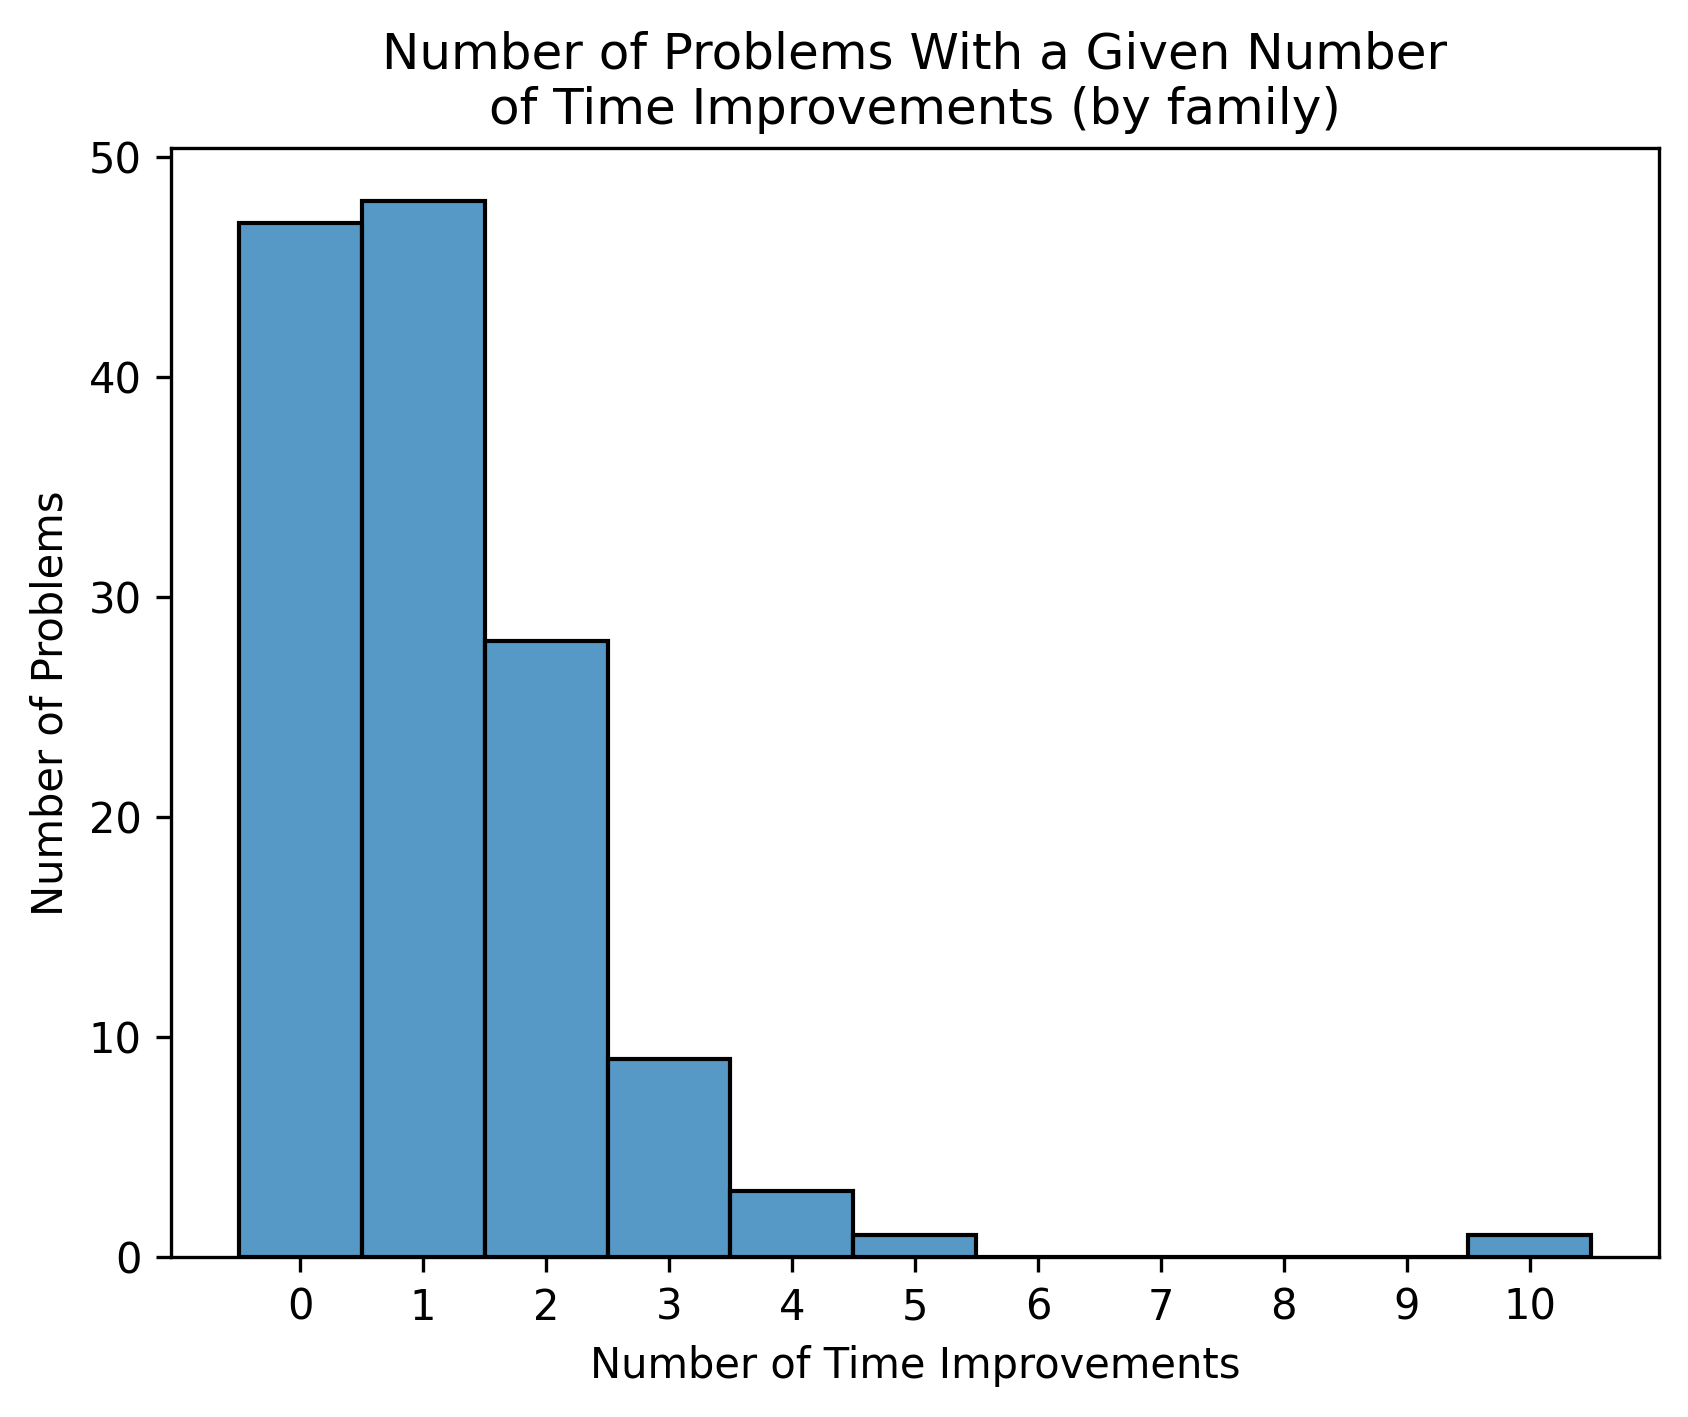 Number of Problems With a Given Number
of Time Improvements (by family)
50
40
30
20
10
0
Number of Problems
0 1 2 3 4 5 6 7 8 9 10
Number of Time Improvements